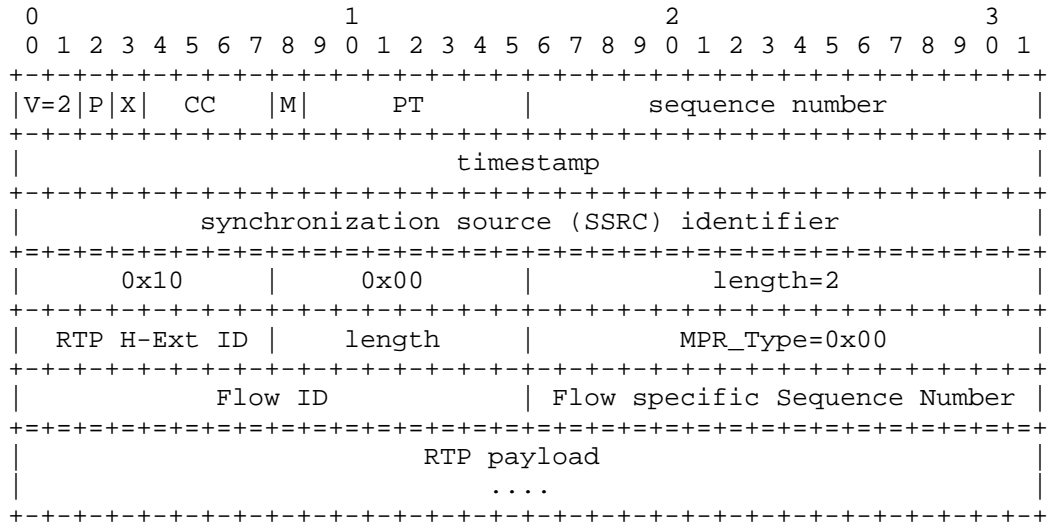 0                   1                   2                   3
 0 1 2 3 4 5 6 7 8 9 0 1 2 3 4 5 6 7 8 9 0 1 2 3 4 5 6 7 8 9 0 1
+-+-+-+-+-+-+-+-+-+-+-+-+-+-+-+-+-+-+-+-+-+-+-+-+-+-+-+-+-+-+-+-+
|V=2|P|X|  CC   |M|     PT      |       sequence number         |
+-+-+-+-+-+-+-+-+-+-+-+-+-+-+-+-+-+-+-+-+-+-+-+-+-+-+-+-+-+-+-+-+
|                           timestamp                           |
+-+-+-+-+-+-+-+-+-+-+-+-+-+-+-+-+-+-+-+-+-+-+-+-+-+-+-+-+-+-+-+-+
|           synchronization source (SSRC) identifier            |
+=+=+=+=+=+=+=+=+=+=+=+=+=+=+=+=+=+=+=+=+=+=+=+=+=+=+=+=+=+=+=+=+
|      0x10     |    0x00       |           length=2            |
+-+-+-+-+-+-+-+-+-+-+-+-+-+-+-+-+-+-+-+-+-+-+-+-+-+-+-+-+-+-+-+-+
|  RTP H-Ext ID |    length     |         MPR_Type=0x00         |
+-+-+-+-+-+-+-+-+-+-+-+-+-+-+-+-+-+-+-+-+-+-+-+-+-+-+-+-+-+-+-+-+
|            Flow ID            | Flow specific Sequence Number |
+=+=+=+=+=+=+=+=+=+=+=+=+=+=+=+=+=+=+=+=+=+=+=+=+=+=+=+=+=+=+=+=+
|                         RTP payload                           |
|                             ....                              |
+-+-+-+-+-+-+-+-+-+-+-+-+-+-+-+-+-+-+-+-+-+-+-+-+-+-+-+-+-+-+-+-+